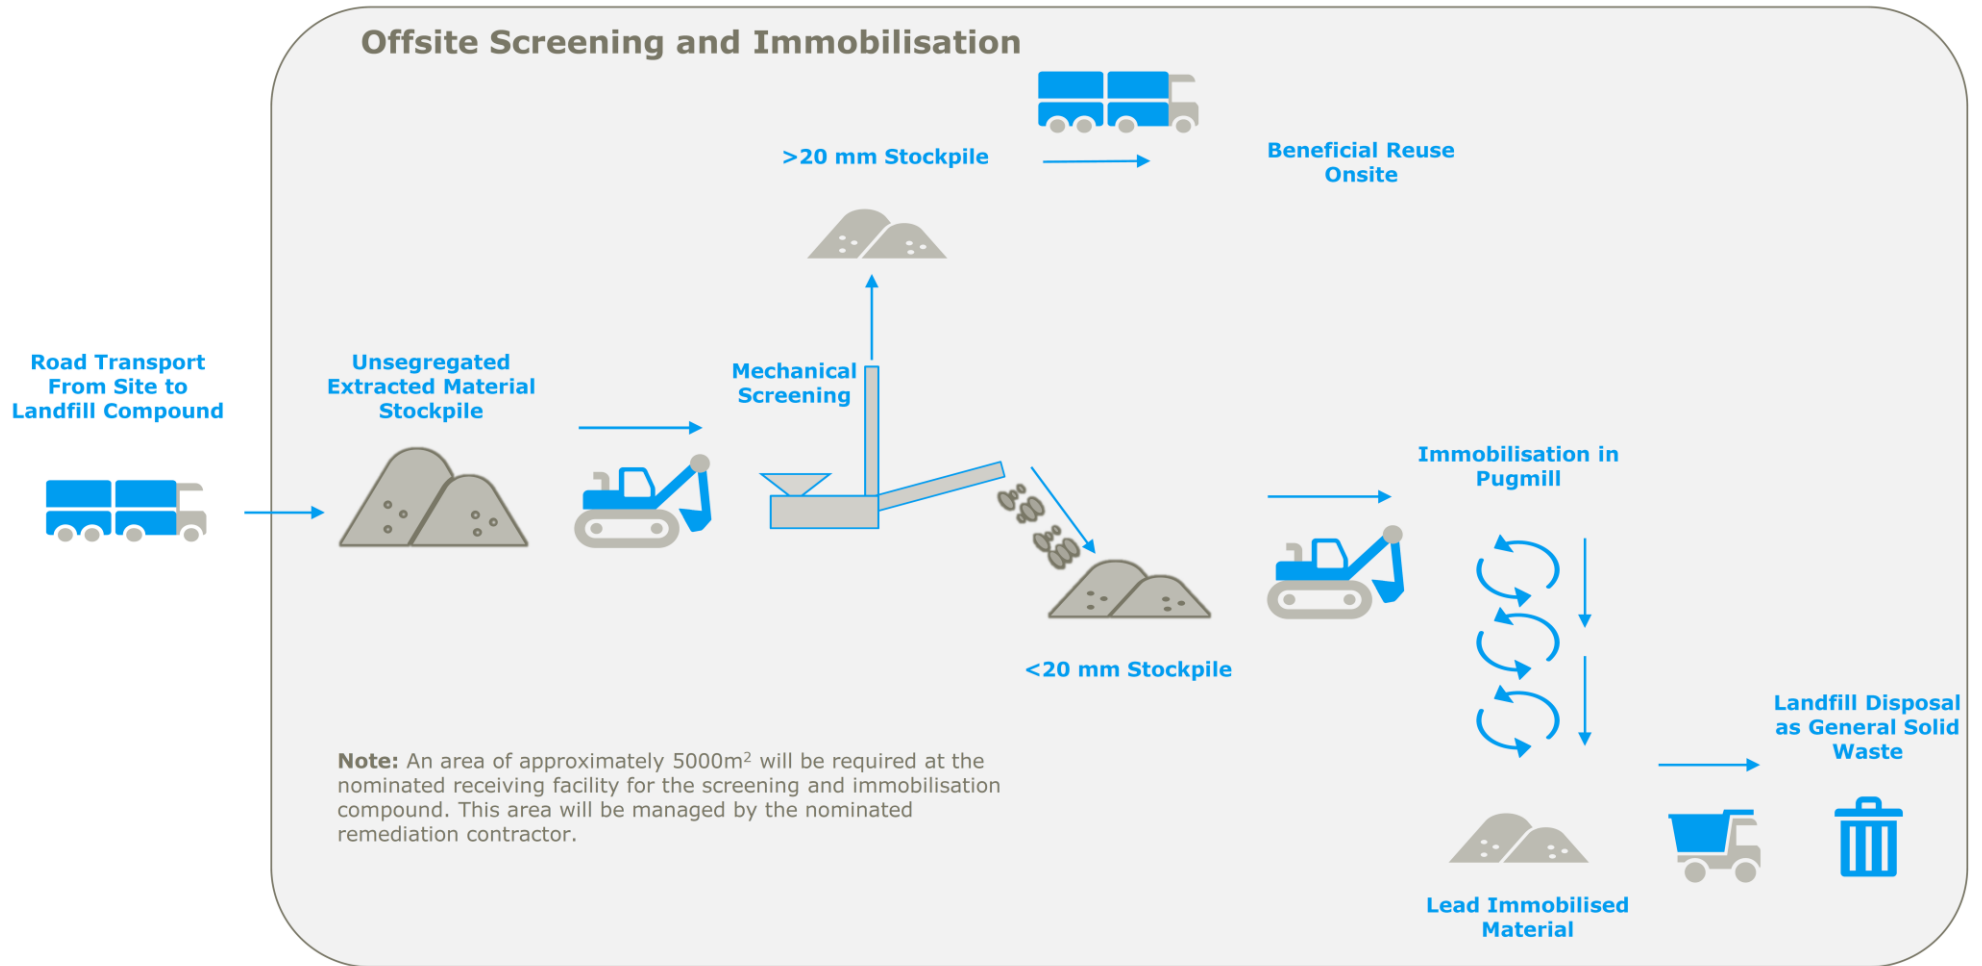 Offsite Screening and Immobilisation
>20 mm Stockpile
Beneficial Reuse
Onsite
Road Transport
From Site to
Landfill Compound
Unsegregated
Extracted Material
Stockpile
Mechanical
Screening
Immobilisation in
Pugmill
<20 mm Stockpile
Landfill Disposal
as General Solid
Waste
Note: An area of approximately 5000m² will be required at the
nominated receiving facility for the screening and immobilisation
compound. This area will be managed by the nominated
remediation contractor.
Lead Immobilised
Material